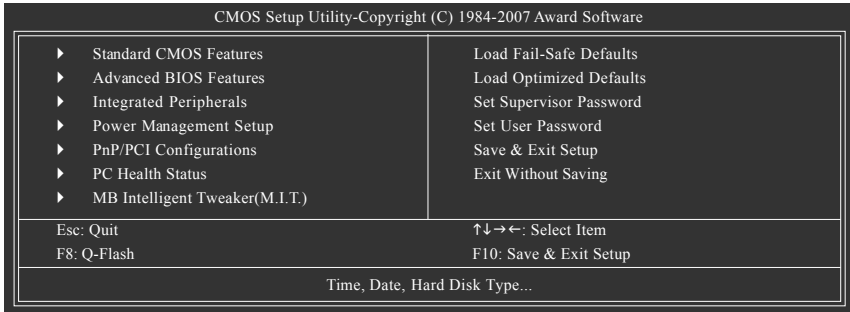 CMOS Setup Utility-Copyright (C) 1984-2007 Award Software
Standard CMOS Features
Advanced BIOS Features
Integrated Peripherals
Power Management Setup
PnP/PCI Configurations
PC Health Status
MB Intelligent Tweaker(M.I.T.)
Load Fail-Safe Defaults
Load Optimized Defaults
Set Supervisor Password
Set User Password
Save & Exit Setup
Exit Without Saving
Esc: Quit
F8: Q-Flash
↑↓→←: Select Item
F10: Save & Exit Setup
Time, Date, Hard Disk Type...